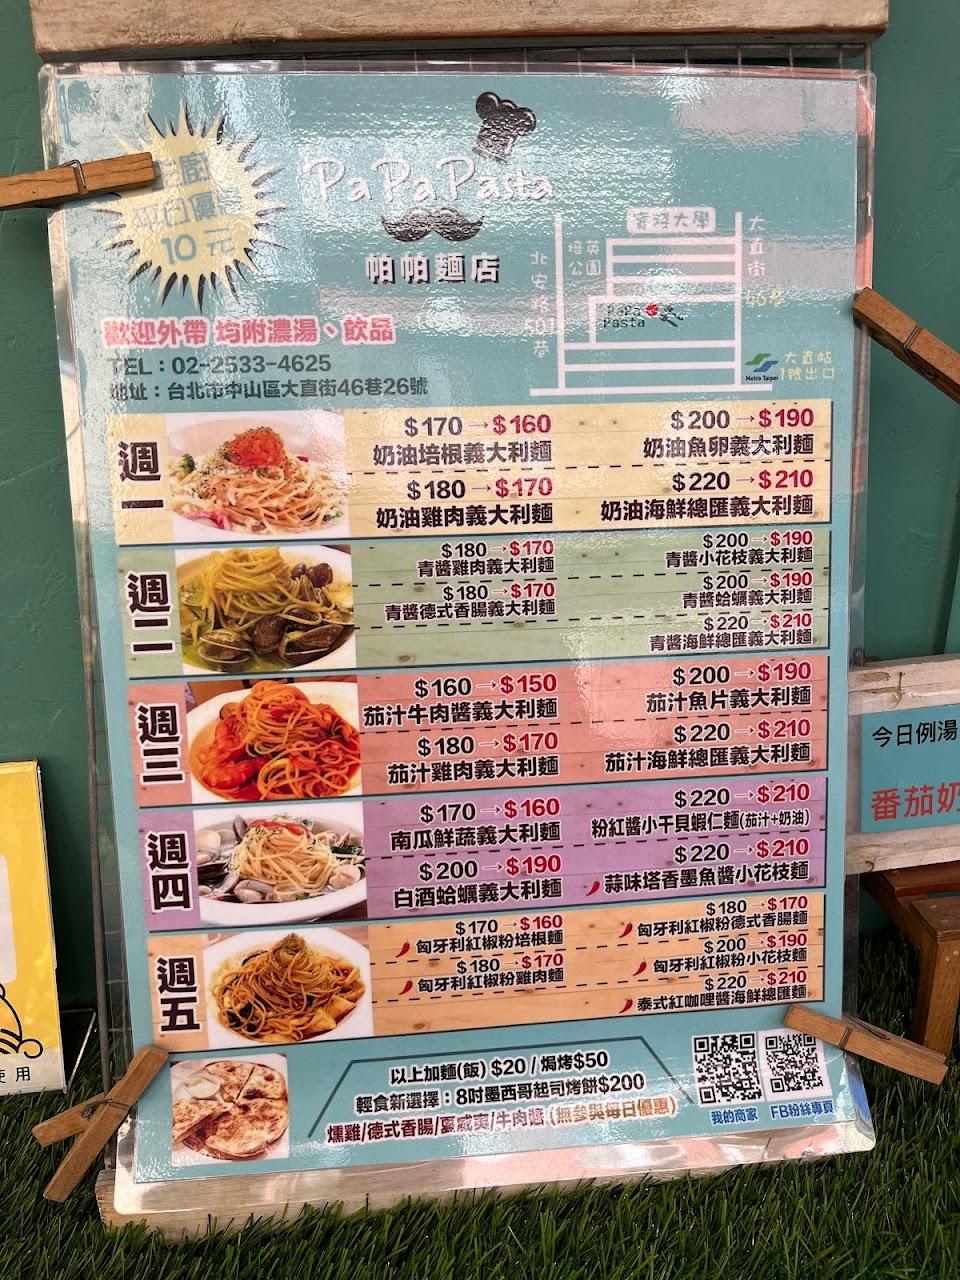 平日優惠
10元
PaPaPasta
帕帕麵店
實踐大學
大直街
培英公園
北安路501巷
46巷
PaPa
Pasta
Metro Taipei
大直站
1號出口
歡迎外帶 均附濃湯、飲品
TEL：02-2533-4625
地址：台北市中山區大直街46巷26號
週一
$170→$160
奶油培根義大利麵
$200→$190
奶油魚卵義大利麵
$180→$170
奶油雞肉義大利麵
$220→$210
奶油海鮮總匯義大利麵
週二
$180→$170
青醬雞肉義大利麵
$180→$170
青醬德式香腸義大利麵
$200→$190
青醬小花枝義大利麵
$200→$190
青醬蛤蠣義大利麵
$220→$210
青醬海鮮總匯義大利麵
週三
$160→$150
茄汁牛肉醬義大利麵
$200→$190
茄汁魚片義大利麵
$180→$170
茄汁雞肉義大利麵
$220→$210
茄汁海鮮總匯義大利麵
週四
$170→$160
南瓜鮮蔬義大利麵
$220→$210
粉紅醬小干貝蝦仁麵(茄汁+奶油)
$200→$190
白酒蛤蠣義大利麵
$220→$210
蒜味塔香墨魚醬小花枝麵
週五
$170→$160
匈牙利紅椒粉培根麵
$180→$170
匈牙利紅椒粉雞肉麵
$180→$170
匈牙利紅椒粉德式香腸麵
$200→$190
匈牙利紅椒粉小花枝麵
$220→$210
泰式紅咖哩醬海鮮總匯麵
以上加麵(飯) $20 / 焗烤$50
輕食新選擇：8吋墨西哥起司烤餅$200
燻雞/德式香腸/夏威夷/牛肉醬 (無參與每日優惠)
我的商家
FB粉絲專頁
今日例湯
番茄奶
使用